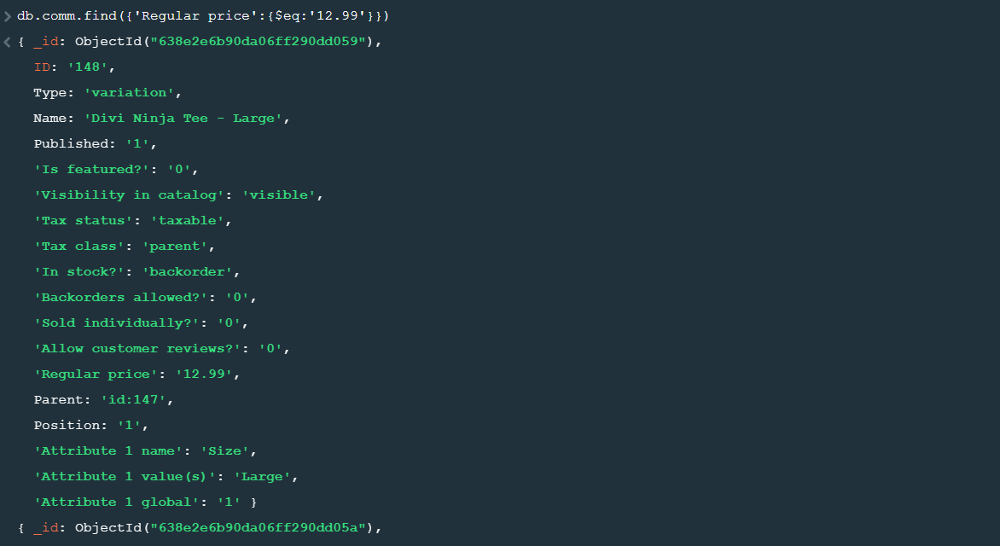 > db.comm.find({'Regular price':{$eq:'12.99'}})
< { _id: ObjectId("638e2e6b90da06ff290dd059"),
ID: '148',
Type: 'variation',
Name: 'Divi Ninja Tee - Large',
Published: '1',
'Is featured?': '0',
'Visibility in catalog': 'visible',
'Tax status': 'taxable',
'Tax class': 'parent',
'In stock?': 'backorder',
'Backorders allowed?': '0',
'Sold individually?': '0',
'Allow customer reviews?': '0',
'Regular price': '12.99',
Parent: 'id:147',
Position: '1',
'Attribute 1 name': 'Size',
'Attribute 1 value(s)': 'Large',
'Attribute 1 global': '1' }
{ _id: ObjectId("638e2e6b90da06ff290dd05a"),